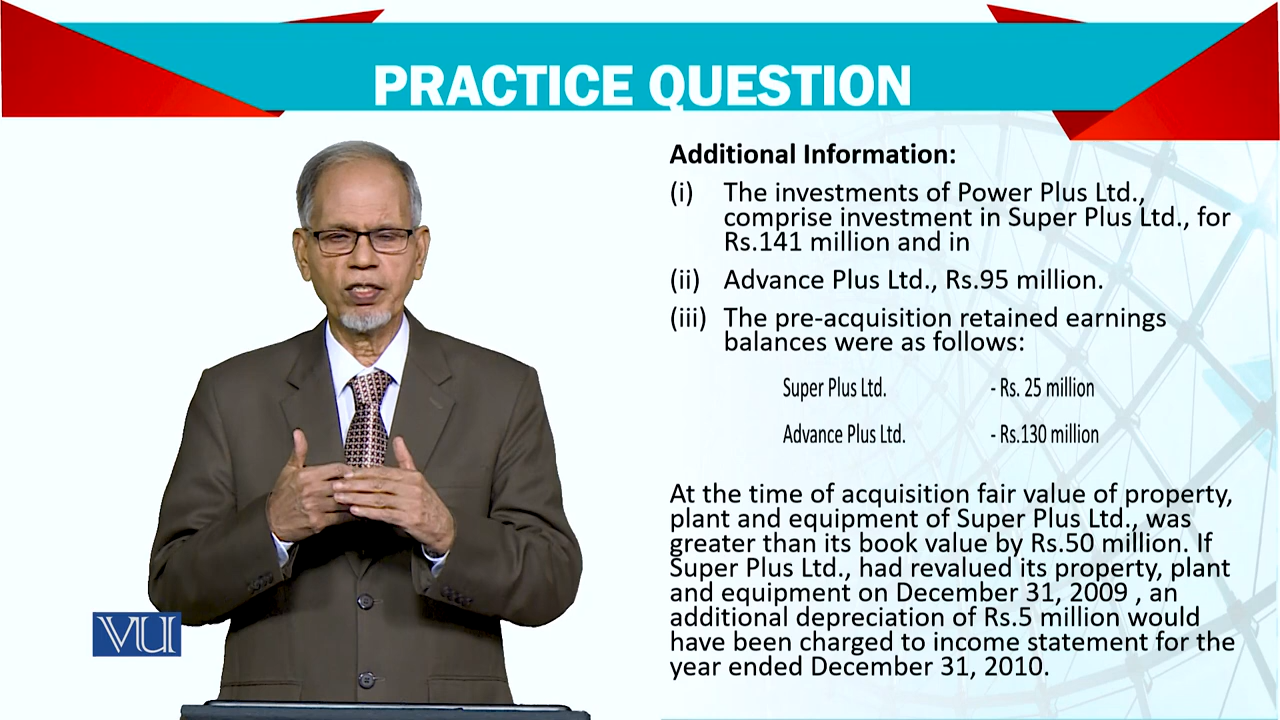 PRACTICE QUESTION
Additional Information:
(i) The investments of Power Plus Ltd.,
comprise investment in Super Plus Ltd., for
Rs.141 million and in
(ii) Advance Plus Ltd., Rs.95 million.
(iii) The pre-acquisition retained earnings
balances were as follows:
Super Plus Ltd. - Rs. 25 million
Advance Plus Ltd. - Rs.130 million
At the time of acquisition fair value of property,
plant and equipment of Super Plus Ltd., was
greater than its book value by Rs.50 million. If
Super Plus Ltd., had revalued its property, plant
and equipment on December 31, 2009 , an
additional depreciation of Rs.5 million would
have been charged to income statement for the
year ended December 31, 2010.
VU